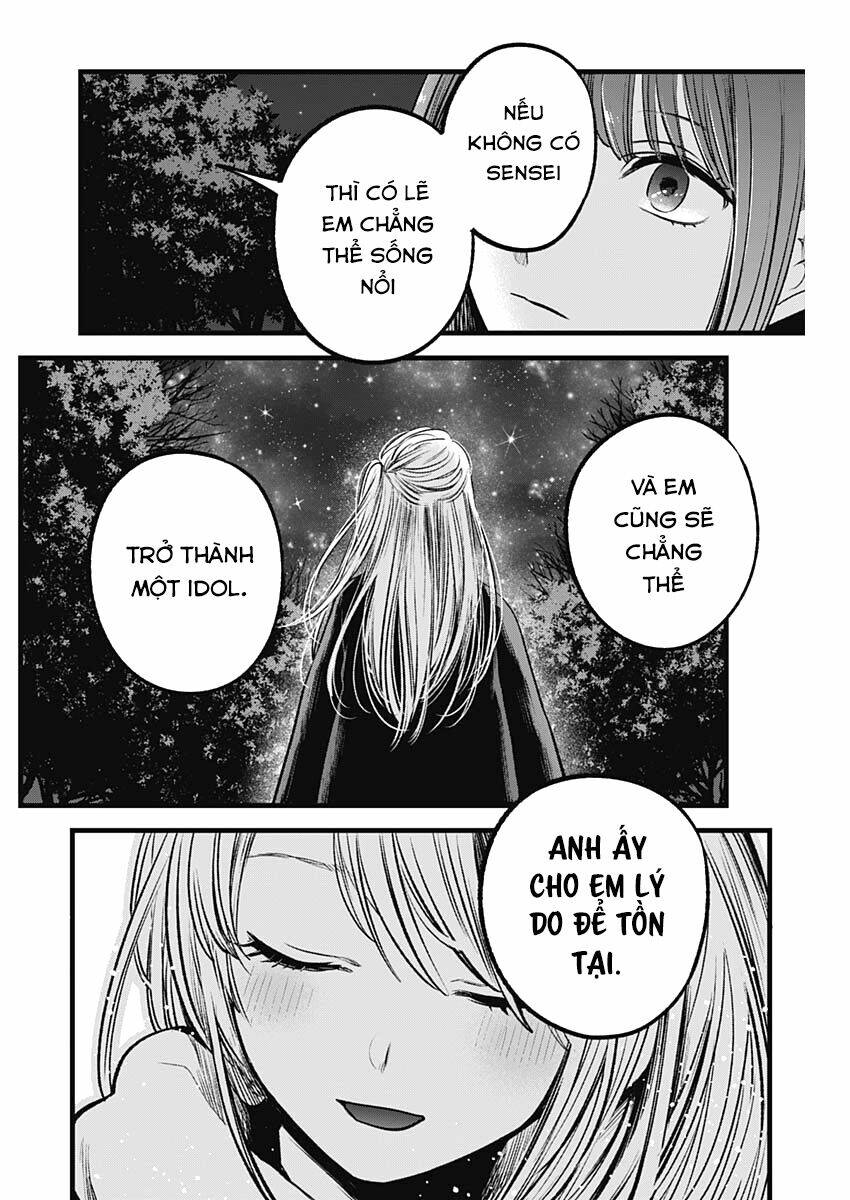 NẾU
KHÔNG CÓ
SENSEI
THÌ CÓ LẼ
EM CHẲNG
THỂ SỐNG
NỔI
VÀ EM
CŨNG SẼ
CHẲNG
THỂ
TRỞ THÀNH
MỘT IDOL.
ANH ẤY
CHO EM LÝ
DO ĐỂ TỒN
TẠI.